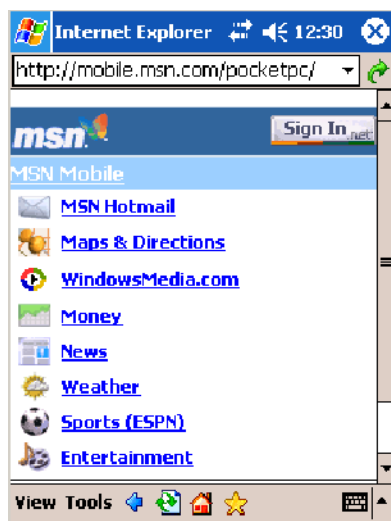 Internet Explorer 12:30
http://mobile.msn.com/pocketpc/
msn Sign In .net
MSN Mobile
MSN Hotmail
Maps & Directions
WindowsMedia.com
Money
News
Weather
Sports (ESPN)
Entertainment
View Tools